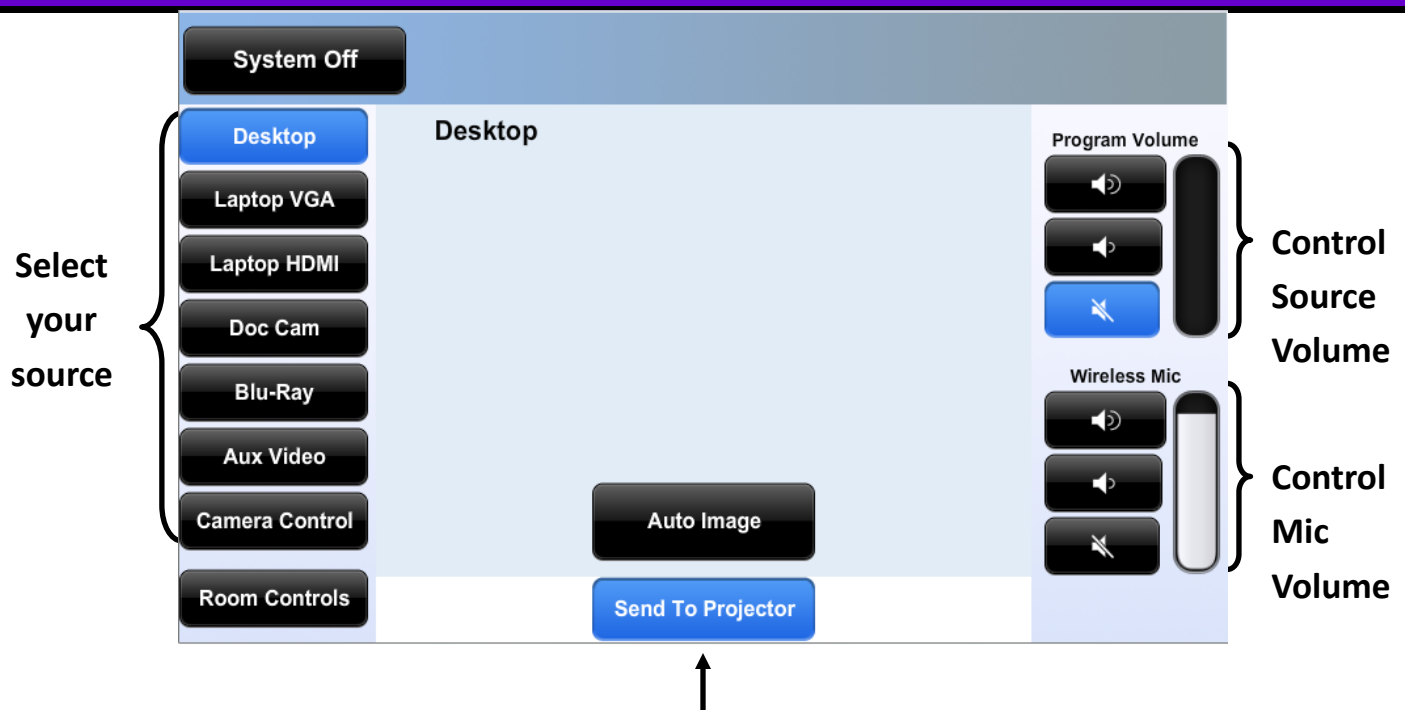 System Off
Select
your
source
Desktop
Laptop VGA
Laptop HDMI
Doc Cam
Blu-Ray
Aux Video
Camera Control
Room Controls
Desktop
Auto Image
Send To Projector
Program Volume
Wireless Mic
Control
Source
Volume
Control
Mic
Volume